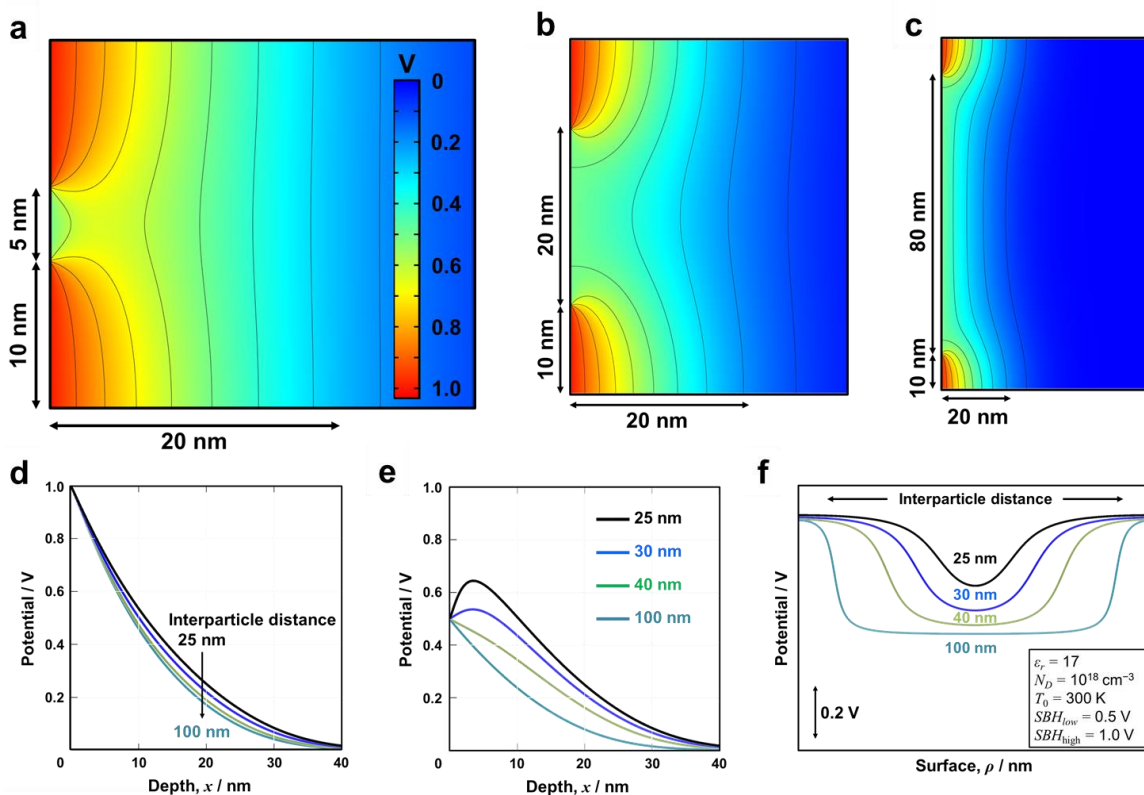 a
V
0
0.2
0.4
0.6
0.8
1.0
5 nm
10 nm
20 nm
b
20 nm
10 nm
20 nm
c
80 nm
10 nm
20 nm
d
1.0
0.8
0.6
0.4
0.2
0
10
20
30
40
Potential / V
Depth, x / nm
Interparticle distance
25 nm
100 nm
e
1.0
0.8
0.6
0.4
0.2
0
10
20
30
40
Potential / V
Depth, x / nm
25 nm
30 nm
40 nm
100 nm
f
Interparticle distance
25 nm
30 nm
40 nm
100 nm
0.2 V
Potential / V
Surface, ρ / nm
εr = 17
ND = 10¹⁸ cm⁻³
T0 = 300 K
SBHlow = 0.5 V
SBHhigh = 1.0 V